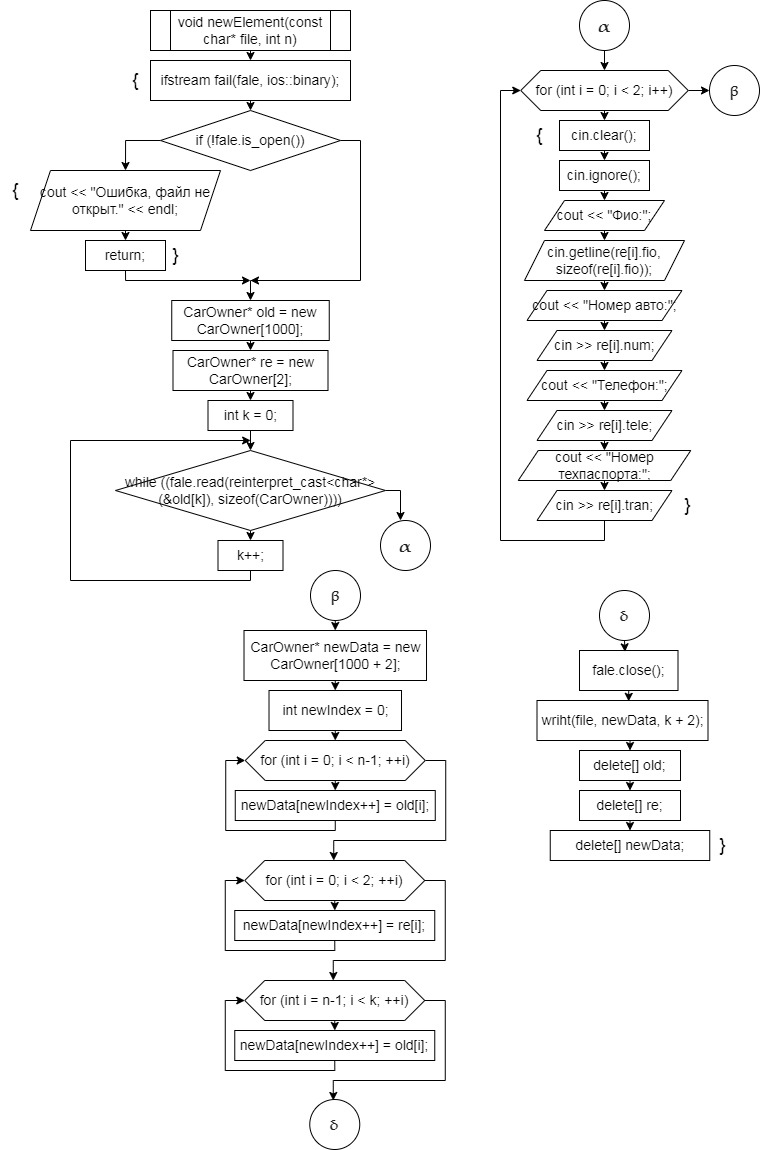 void newElement(const
char* file, int n)
{
ifstream fail(fale, ios::binary);
if (!fale.is_open())
{
cout << "Ошибка, файл не
открыт." << endl;
return;
}
CarOwner* old = new
CarOwner[1000];
CarOwner* re = new
CarOwner[2];
int k = 0;
while ((fale.read(reinterpret_cast<char*>
(&old[k]), sizeof(CarOwner))))
k++;
α
α
for (int i = 0; i < 2; i++)
β
{
cin.clear();
cin.ignore();
cout << "Фио:";
cin.getline(re[i].fio,
sizeof(re[i].fio));
cout << "Номер авто:";
cin >> re[i].num;
cout << "Телефон:";
cin >> re[i].tele;
cout << "Номер
техпаспорта:";
cin >> re[i].tran;
}
β
CarOwner* newData = new
CarOwner[1000 + 2];
int newIndex = 0;
for (int i = 0; i < n-1; ++i)
newData[newIndex++] = old[i];
for (int i = 0; i < 2; ++i)
newData[newIndex++] = re[i];
for (int i = n-1; i < k; ++i)
newData[newIndex++] = old[i];
δ
δ
fale.close();
wriht(file, newData, k + 2);
delete[] old;
delete[] re;
delete[] newData;
}